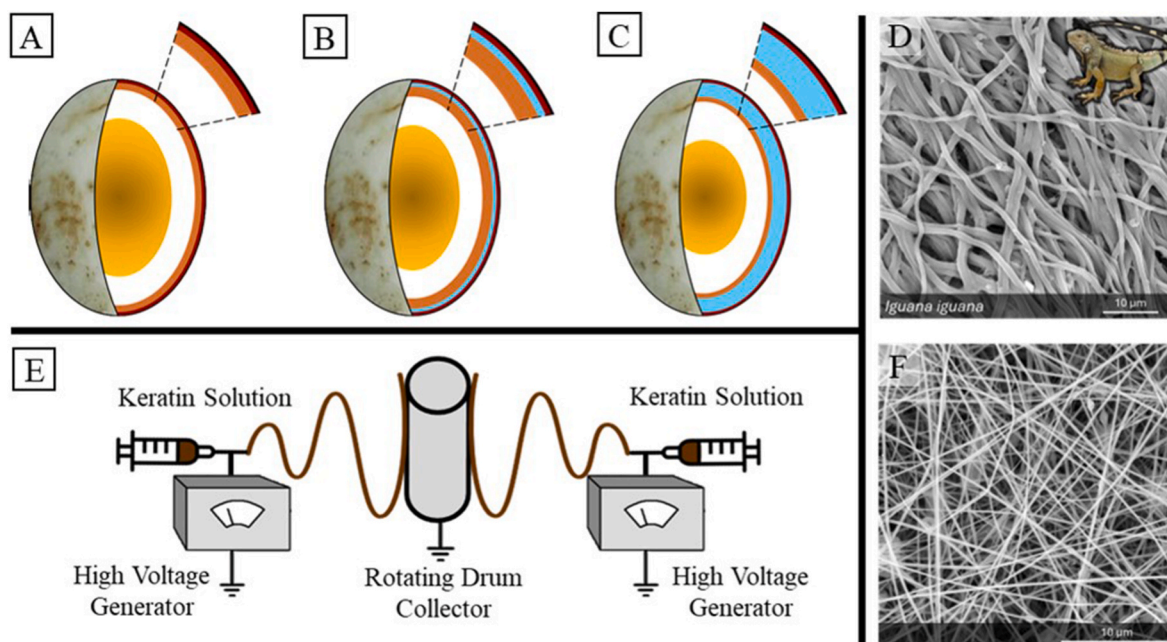 A
B
C
D
Iguana iguana
10 µm
E
Keratin Solution
Keratin Solution
High Voltage
Generator
Rotating Drum
Collector
High Voltage
Generator
F
10 µm